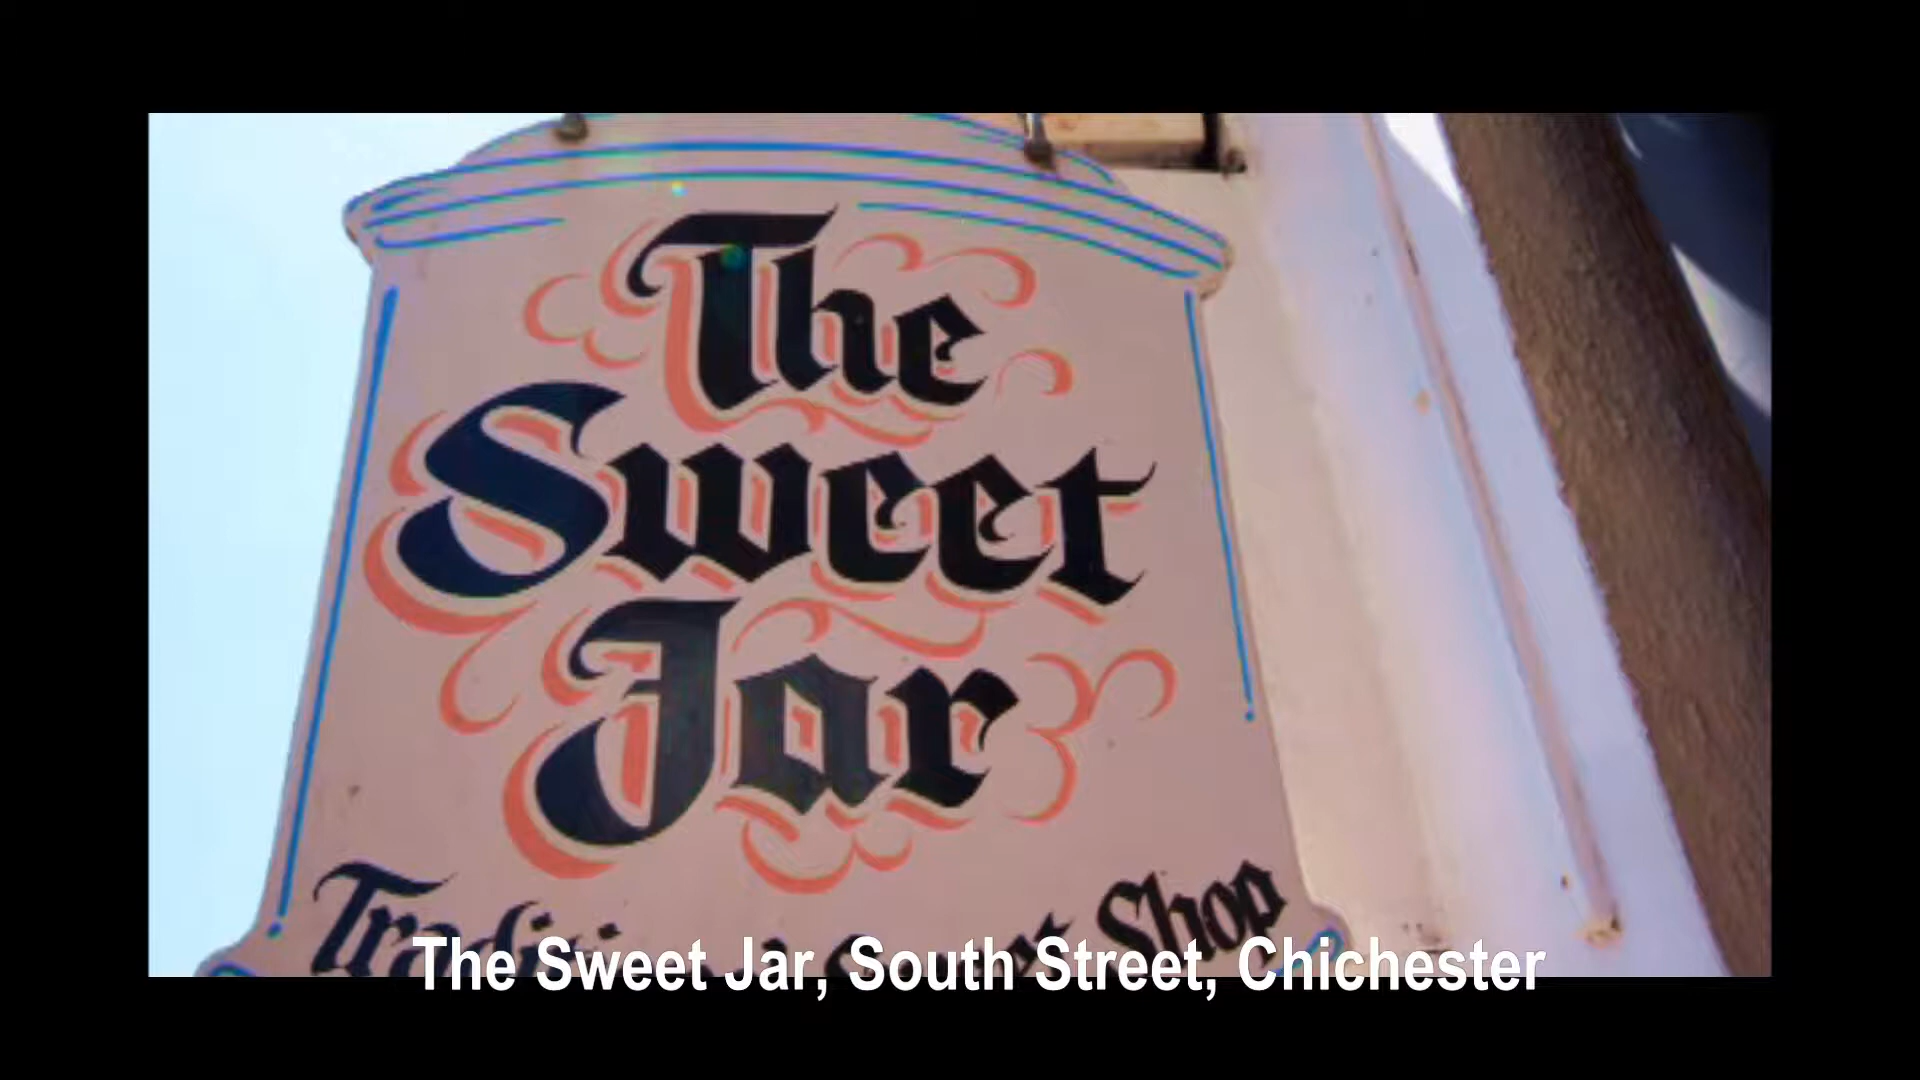 The
Sweet
Jar
Shop
The Sweet Jar, South Street, Chichester